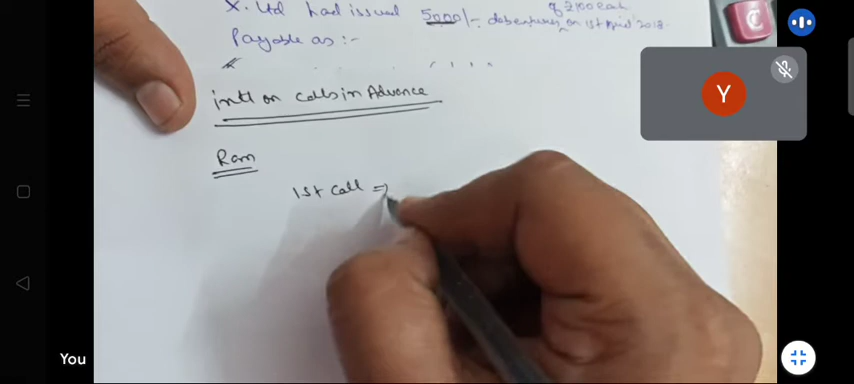 X. Ltd had issued 5000/- debentures of ₹100 each on 1st April 2018.
Payable as :-
intt on calls in Advance
Ram
1st Call =>
Y
You